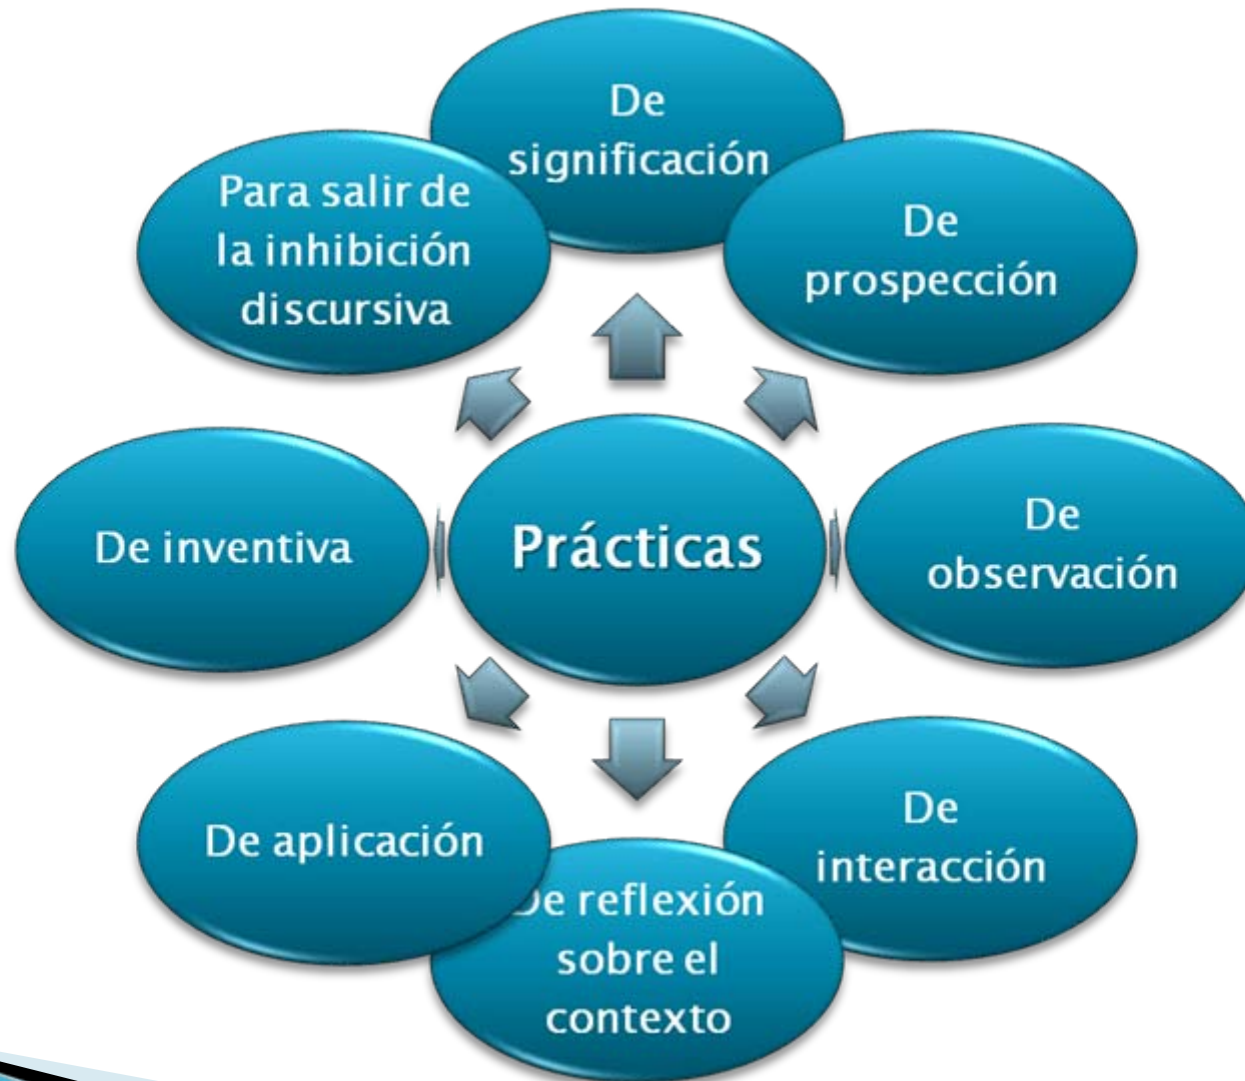 De
significación
Para salir de
la inhibición
discursiva
De
prospección
De inventiva
Prácticas
De
observación
De aplicación
De
interacción
De reflexión
sobre el
contexto